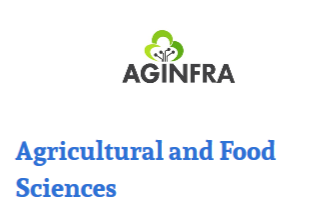 AGINFRA
Agricultural and Food
Sciences